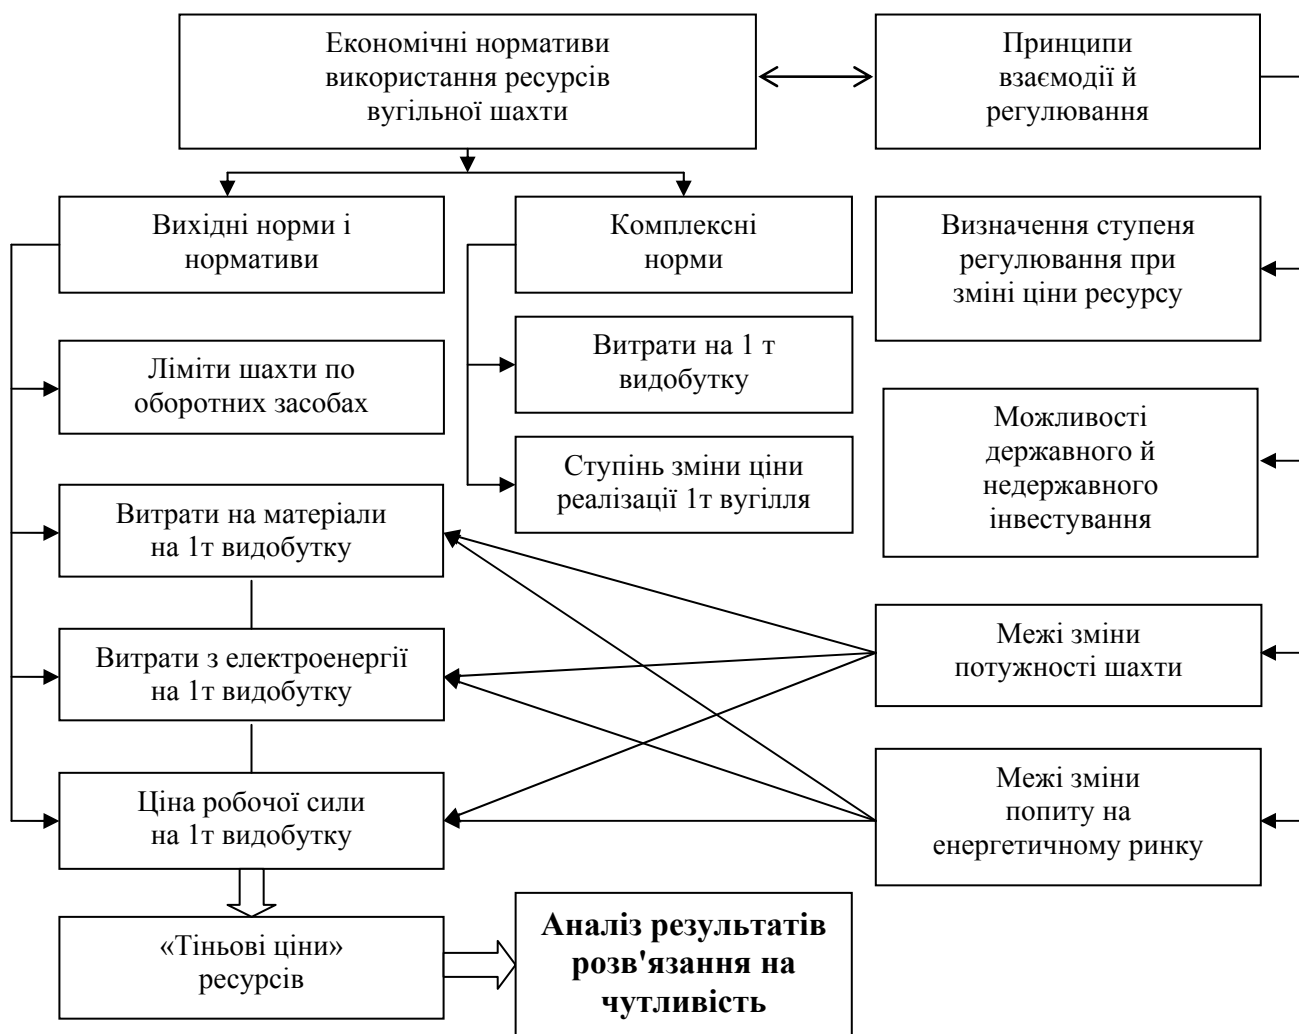 Економічні нормативи
використання ресурсів
вугільної шахти
Принципи
взаємодії й
регулювання
Вихідні норми і
нормативи
Комплексні
норми
Визначення ступеня
регулювання при
зміні ціни ресурсу
Ліміти шахти по
оборотних засобах
Витрати на 1 т
видобутку
Можливості
державного й
недержавного
інвестування
Ступінь зміни ціни
реалізації 1т вугілля
Витрати на матеріали
на 1т видобутку
Витрати з електроенергії
на 1т видобутку
Межі зміни
потужності шахти
Ціна робочої сили
на 1т видобутку
Межі зміни
попиту на
енергетичному ринку
«Тіньові ціни»
ресурсів
Аналіз результатів
розв'язання на
чутливість